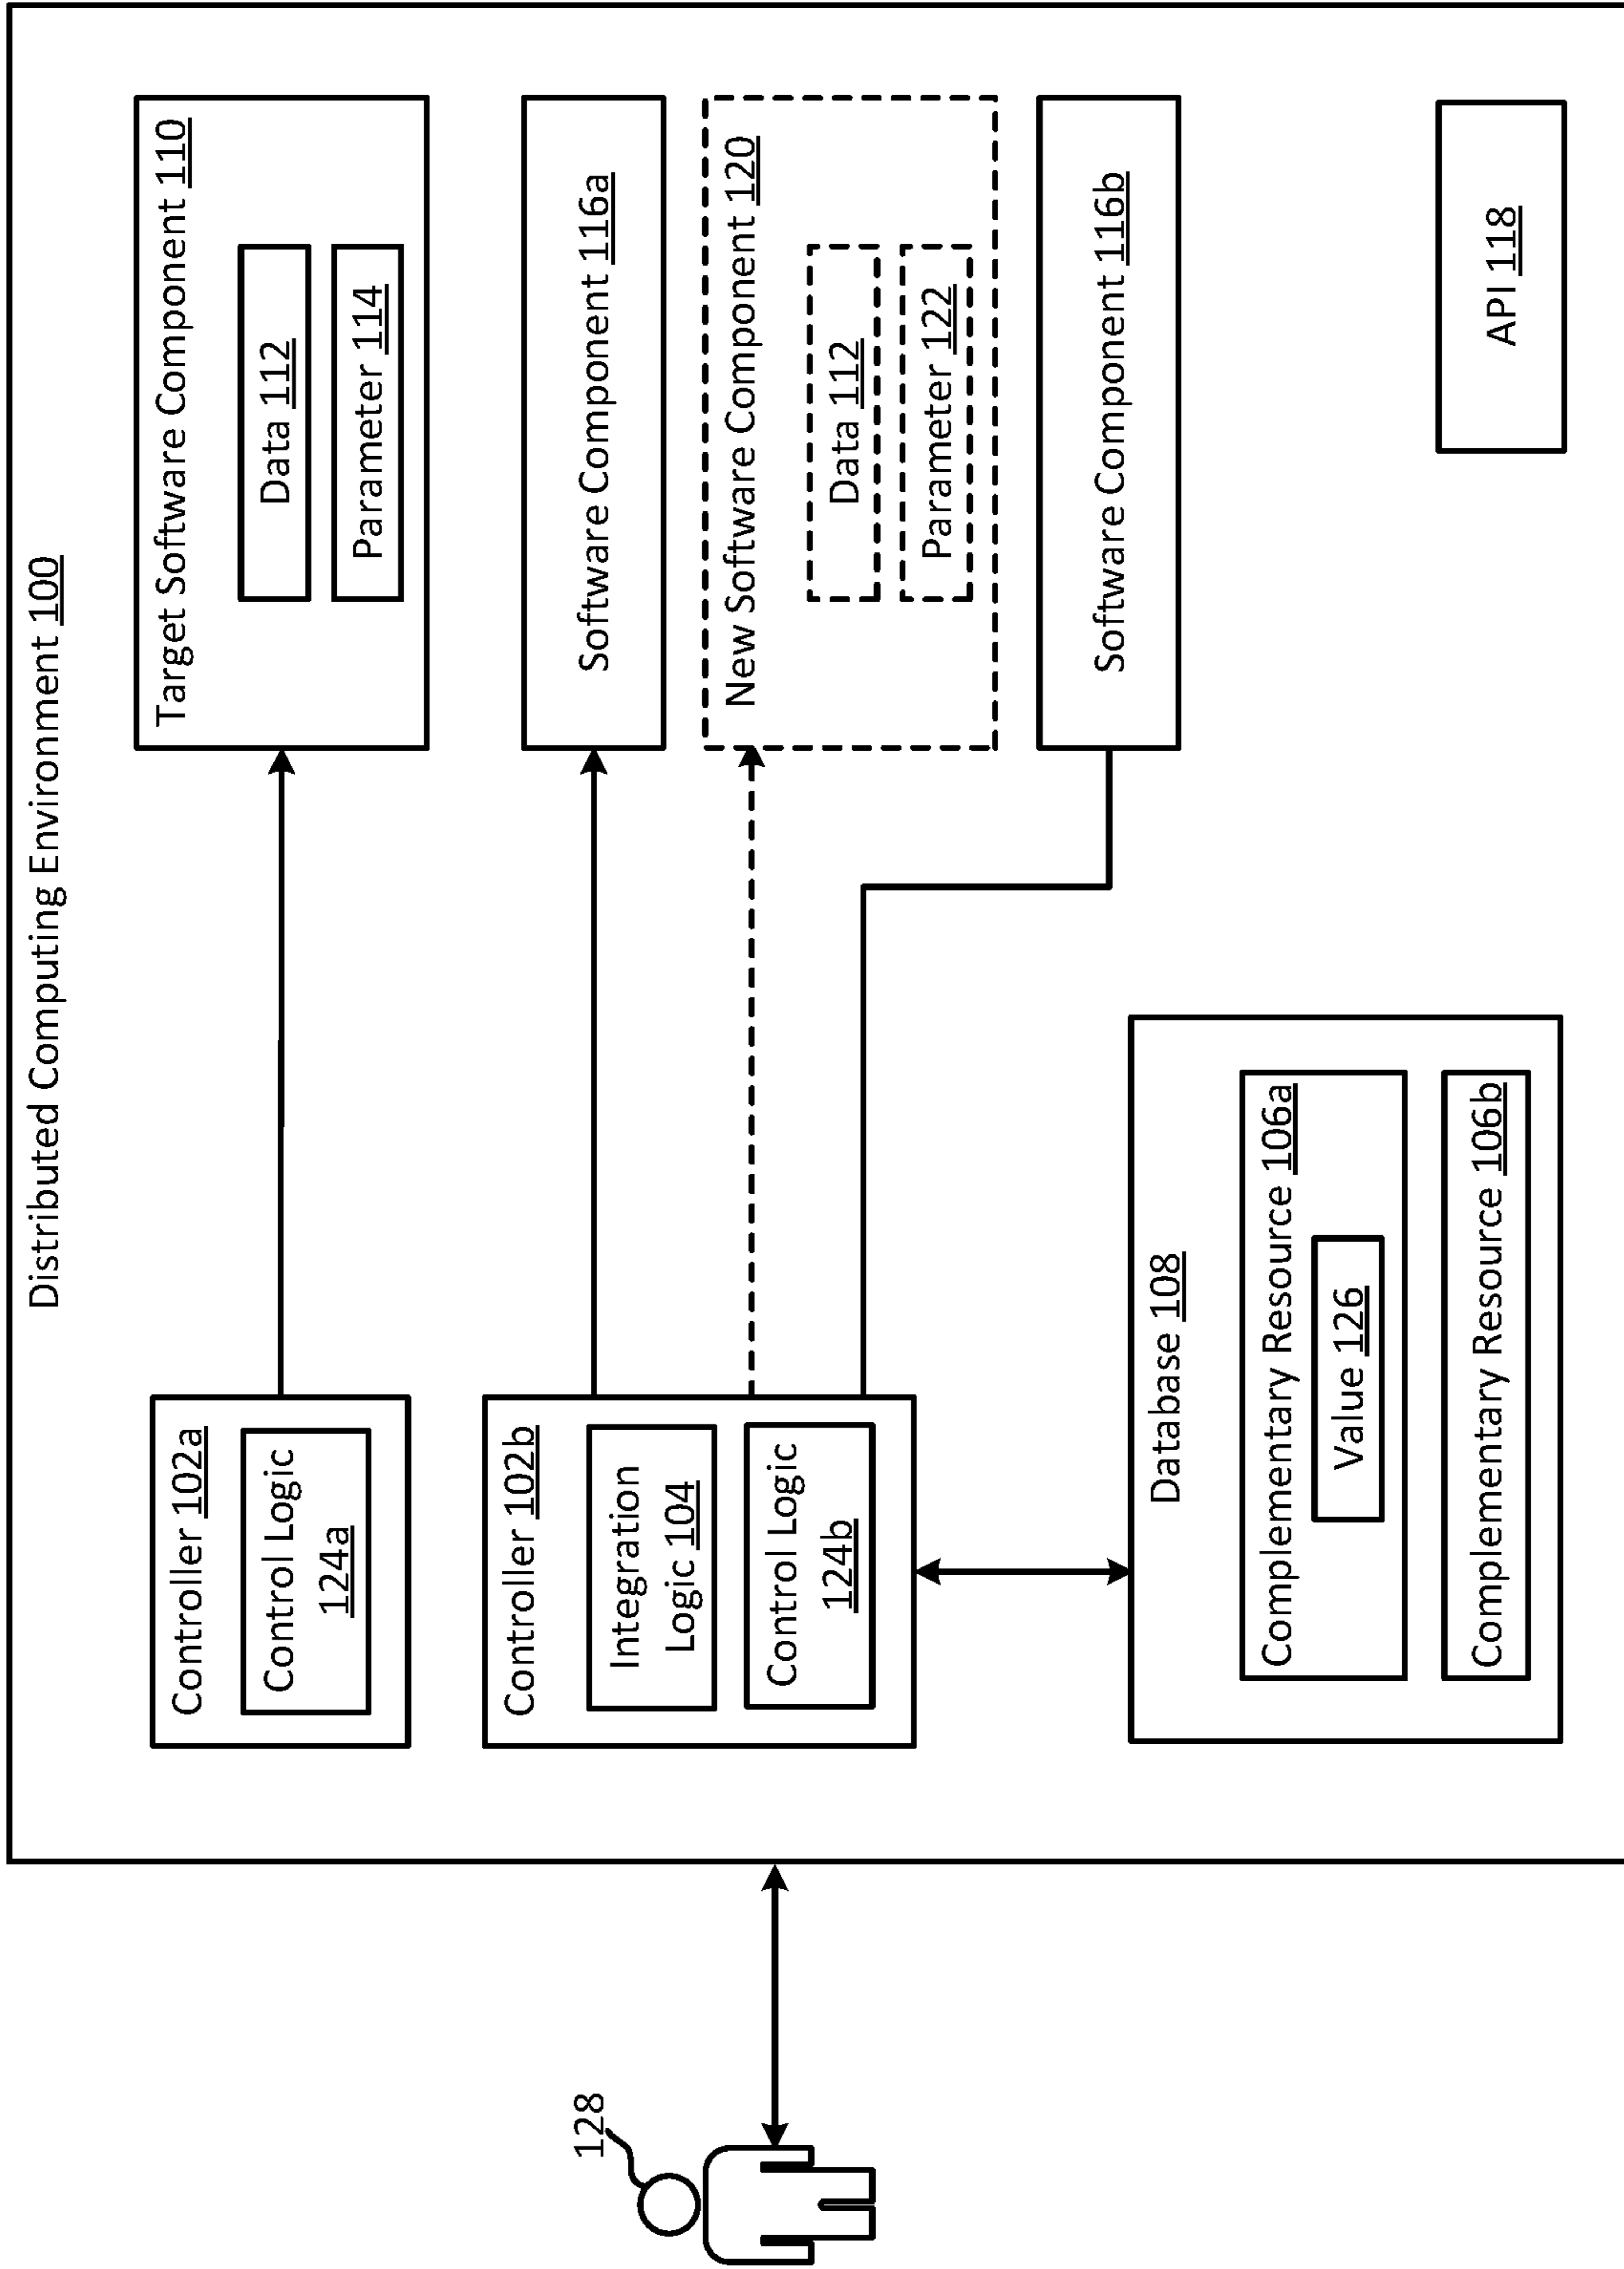 Distributed Computing Environment 100
Controller 102a
Control Logic
124a
Target Software Component 110
Data 112
Parameter 114
128
Controller 102b
Integration
Logic 104
Control Logic
124b
Software Component 116a
New Software Component 120
Data 112
Parameter 122
Software Component 116b
Database 108
Complementary Resource 106a
Value 126
Complementary Resource 106b
API 118